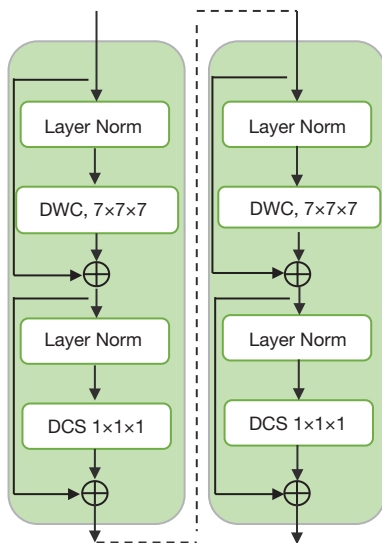 Layer Norm
DWC, 7×7×7
Layer Norm
DCS 1×1×1
Layer Norm
DWC, 7×7×7
Layer Norm
DCS 1×1×1